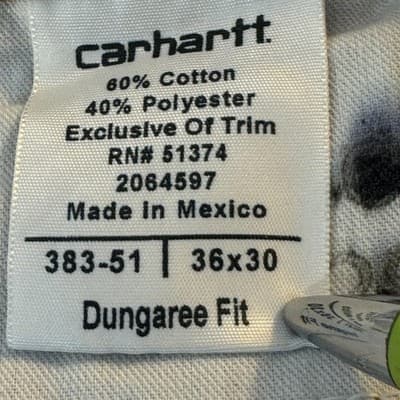 carhartt.
60% Cotton
40% Polyester
Exclusive Of Trim
RN# 51374
2064597
Made in Mexico
383-51 | 36x30
Dungaree Fit